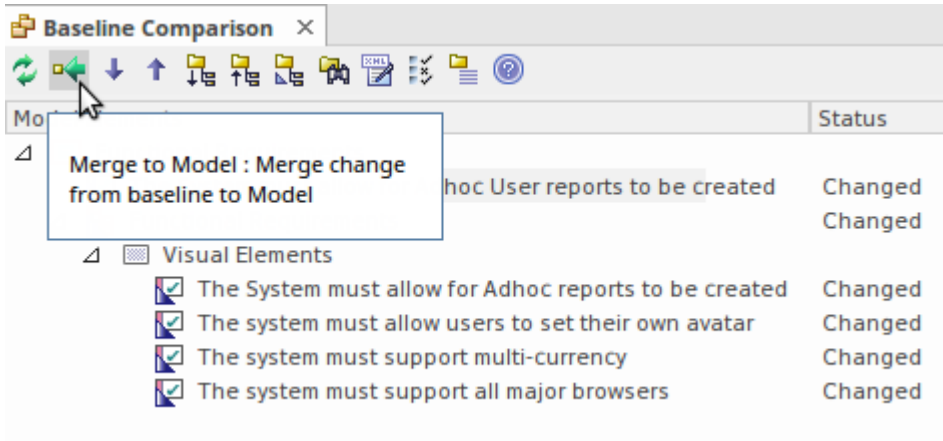 Baseline Comparison
Mo
Status
Merge to Model : Merge change
from baseline to Model
hoc User reports to be created Changed
Changed
Visual Elements
The System must allow for Adhoc reports to be created Changed
The system must allow users to set their own avatar Changed
The system must support multi-currency Changed
The system must support all major browsers Changed